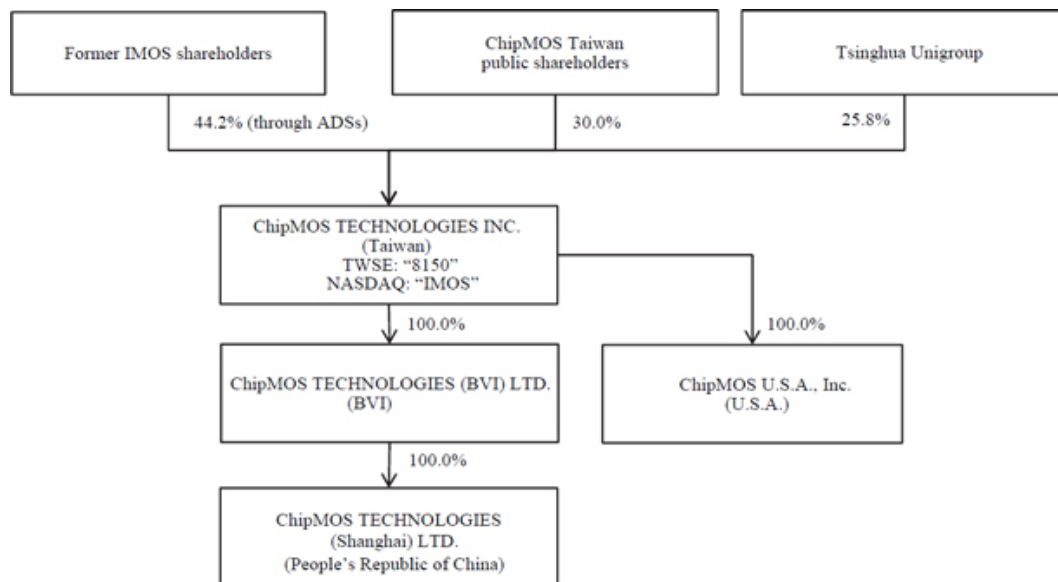 Former IMOS shareholders
ChipMOS Taiwan
public shareholders
Tsinghua Unigroup
44.2% (through ADSs)
30.0%
25.8%
ChipMOS TECHNOLOGIES INC.
(Taiwan)
TWSE: “8150”
NASDAQ: “IMOS”
100.0%
100.0%
ChipMOS TECHNOLOGIES (BVI) LTD.
(BVI)
ChipMOS U.S.A., Inc.
(U.S.A.)
100.0%
ChipMOS TECHNOLOGIES
(Shanghai) LTD.
(People’s Republic of China)